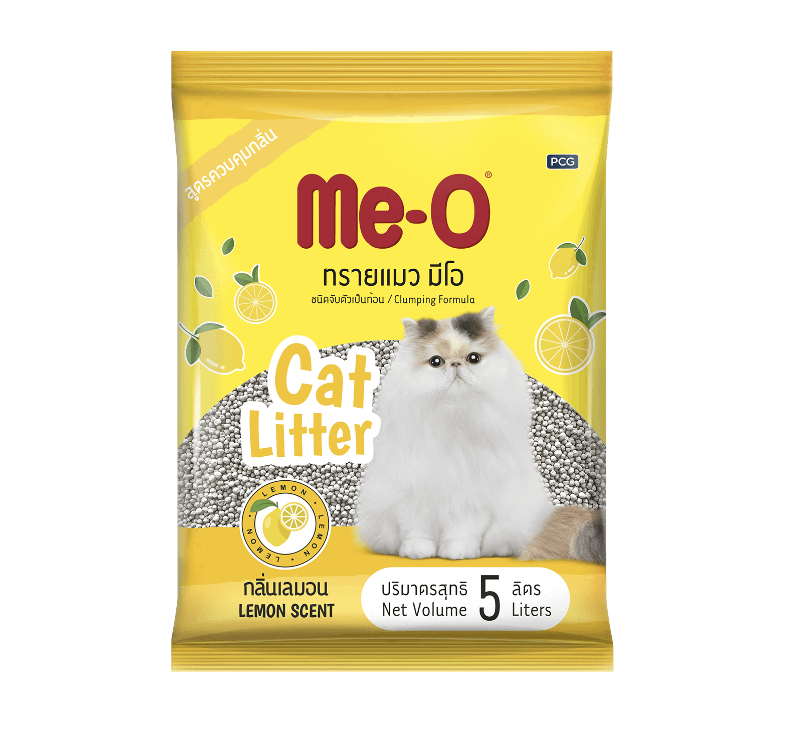 สูตรควบคุมกลิ่น
PCG
me-O®
ทรายแมว มีโอ
ชนิดจับตัวเป็นก้อน / Clumping Formula
Cat
Litter
LEMON • LEMON • LEMON •
กลิ่นเลมอน
LEMON SCENT
ปริมาตรสุทธิ 5 ลิตร
Net Volume Liters